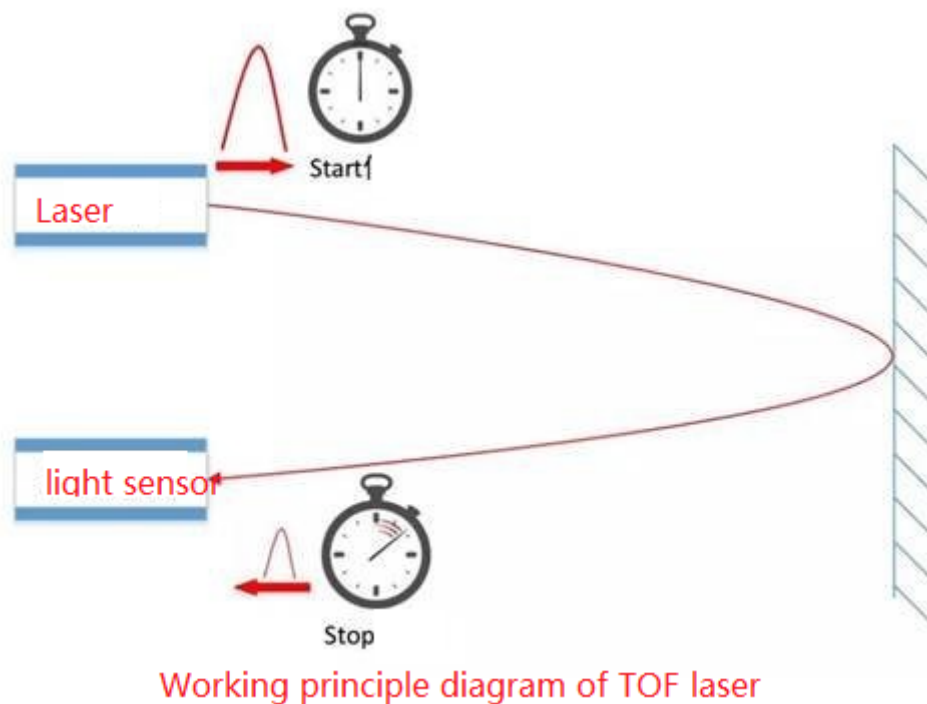 Start
Laser
light sensor
Stop
Working principle diagram of TOF laser